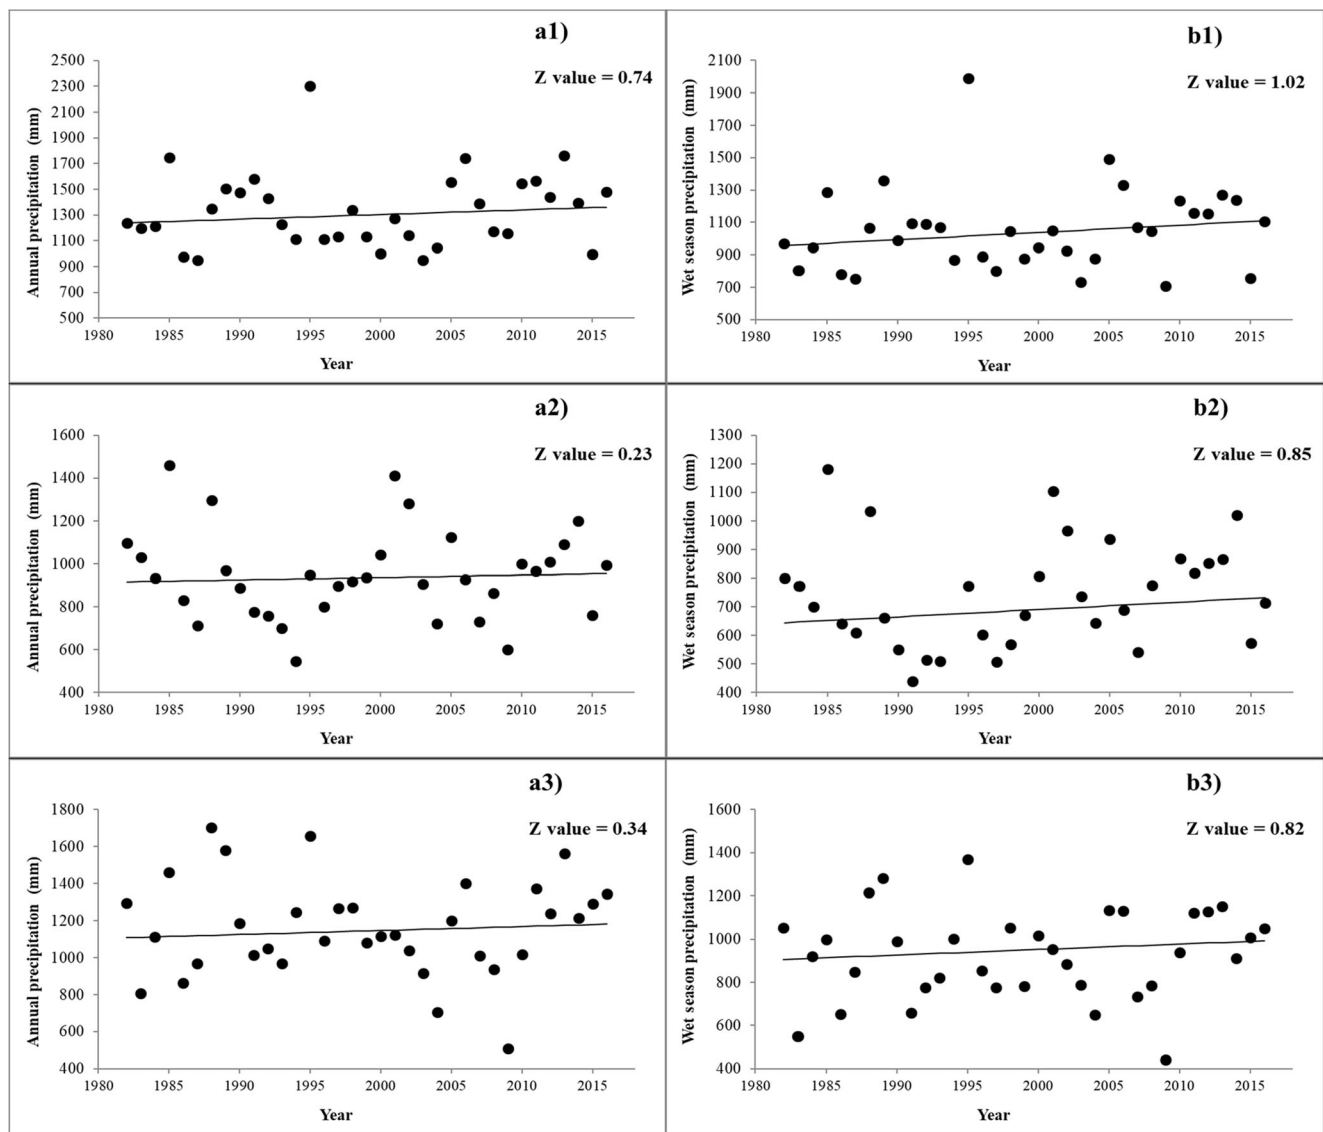 a1)
Z value = 0.74
Annual precipitation (mm)
2500
2300
2100
1900
1700
1500
1300
1100
900
700
500
1980 1985 1990 1995 2000 2005 2010 2015
Year
b1)
Z value = 1.02
Wet season precipitation (mm)
2100
1900
1700
1500
1300
1100
900
700
500
1980 1985 1990 1995 2000 2005 2010 2015
Year
a2)
Z value = 0.23
Annual precipitation (mm)
1600
1400
1200
1000
800
600
400
1980 1985 1990 1995 2000 2005 2010 2015
Year
b2)
Z value = 0.85
Wet season precipitation (mm)
1300
1200
1100
1000
900
800
700
600
500
400
1980 1985 1990 1995 2000 2005 2010 2015
Year
a3)
Z value = 0.34
Annual precipitation (mm)
1800
1600
1400
1200
1000
800
600
400
1980 1985 1990 1995 2000 2005 2010 2015
Year
b3)
Z value = 0.82
Wet season precipitation (mm)
1600
1400
1200
1000
800
600
400
1980 1985 1990 1995 2000 2005 2010 2015
Year